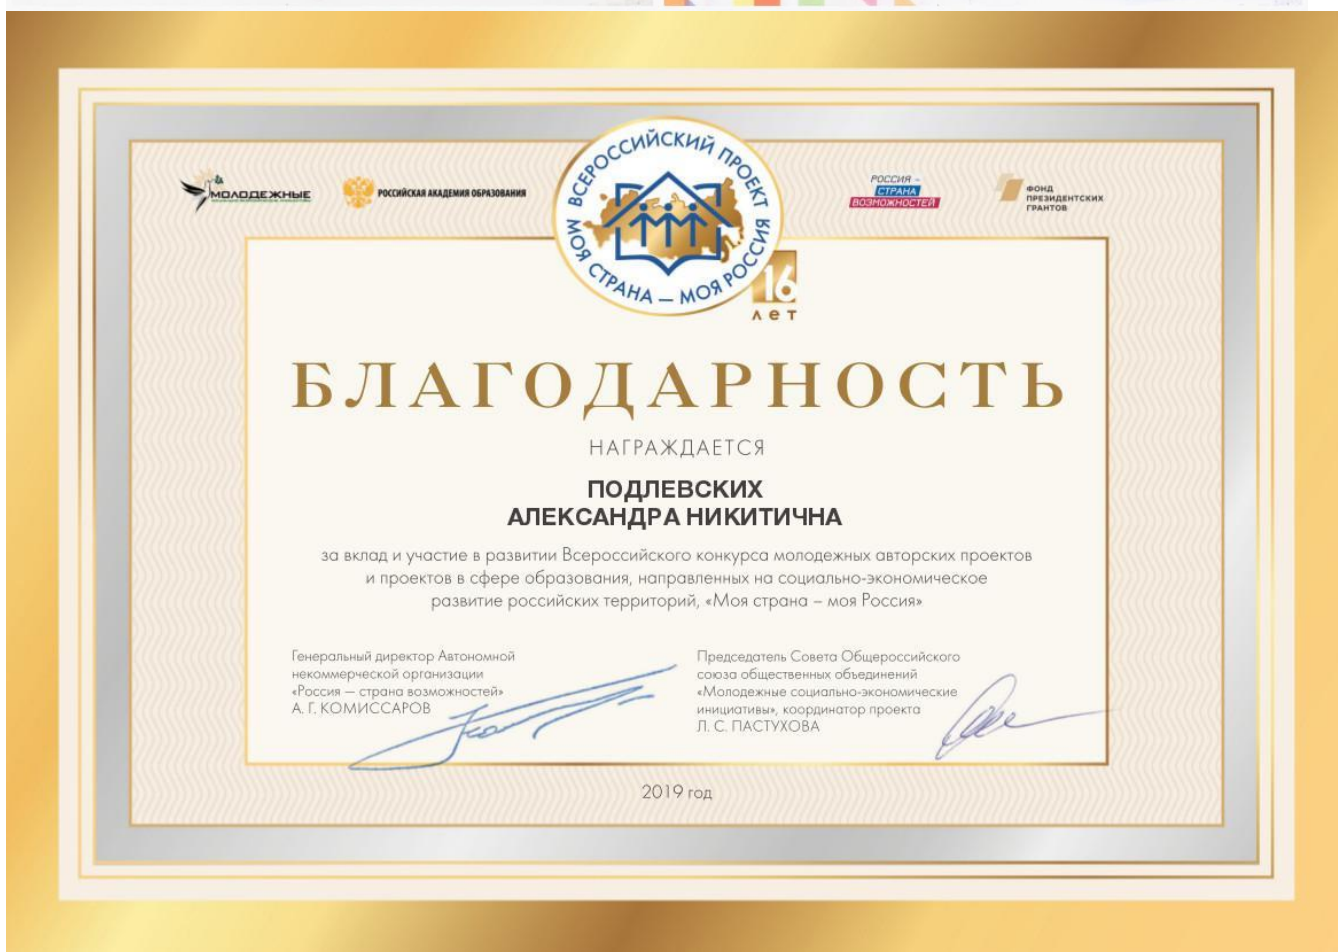 МОЛОДЕЖНЫЕ
РОССИЙСКАЯ АКАДЕМИЯ ОБРАЗОВАНИЯ
ВСЕРОССИЙСКИЙ ПРОЕКТ
МОЯ СТРАНА – МОЯ РОССИЯ
16
лет
РОССИЯ –
СТРАНА
ВОЗМОЖНОСТЕЙ
ФОНД
ПРЕЗИДЕНТСКИХ
ГРАНТОВ
БЛАГОДАРНОСТЬ
НАГРАЖДАЕТСЯ
ПОДЛЕВСКИХ
АЛЕКСАНДРА НИКИТИЧНА
за вклад и участие в развитии Всероссийского конкурса молодежных авторских проектов
и проектов в сфере образования, направленных на социально-экономическое
развитие российских территорий, «Моя страна – моя Россия»
Генеральный директор Автономной
некоммерческой организации
«Россия — страна возможностей»
А. Г. КОМИССАРОВ
Председатель Совета Общероссийского
союза общественных объединений
«Молодежные социально-экономические
инициативы», координатор проекта
Л. С. ПАСТУХОВА
2019 год